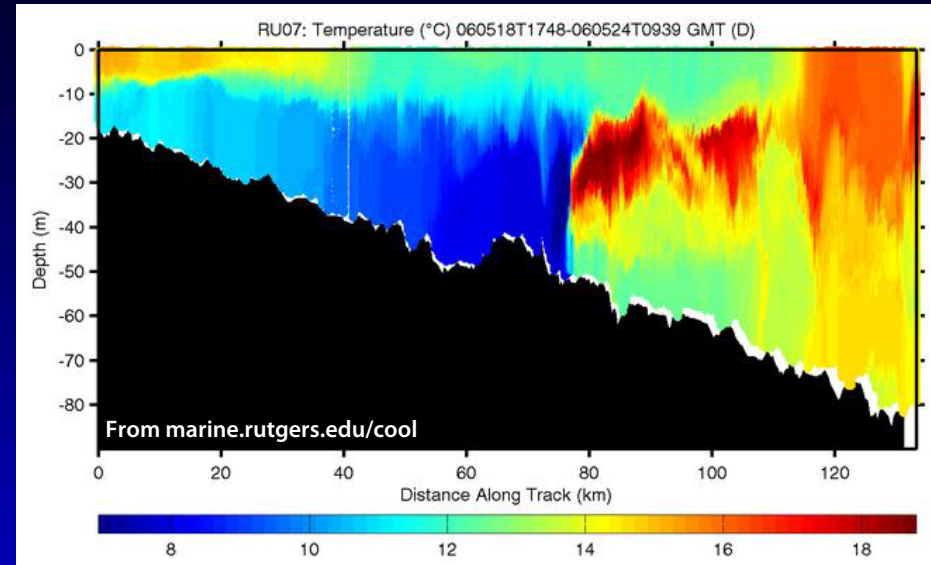 RU07: Temperature (°C) 060518T1748-060524T0939 GMT (D)
0
-10
-20
-30
-40
-50
-60
-70
-80
Depth (m)
From marine.rutgers.edu/cool
0 20 40 60 80 100 120
Distance Along Track (km)
8 10 12 14 16 18